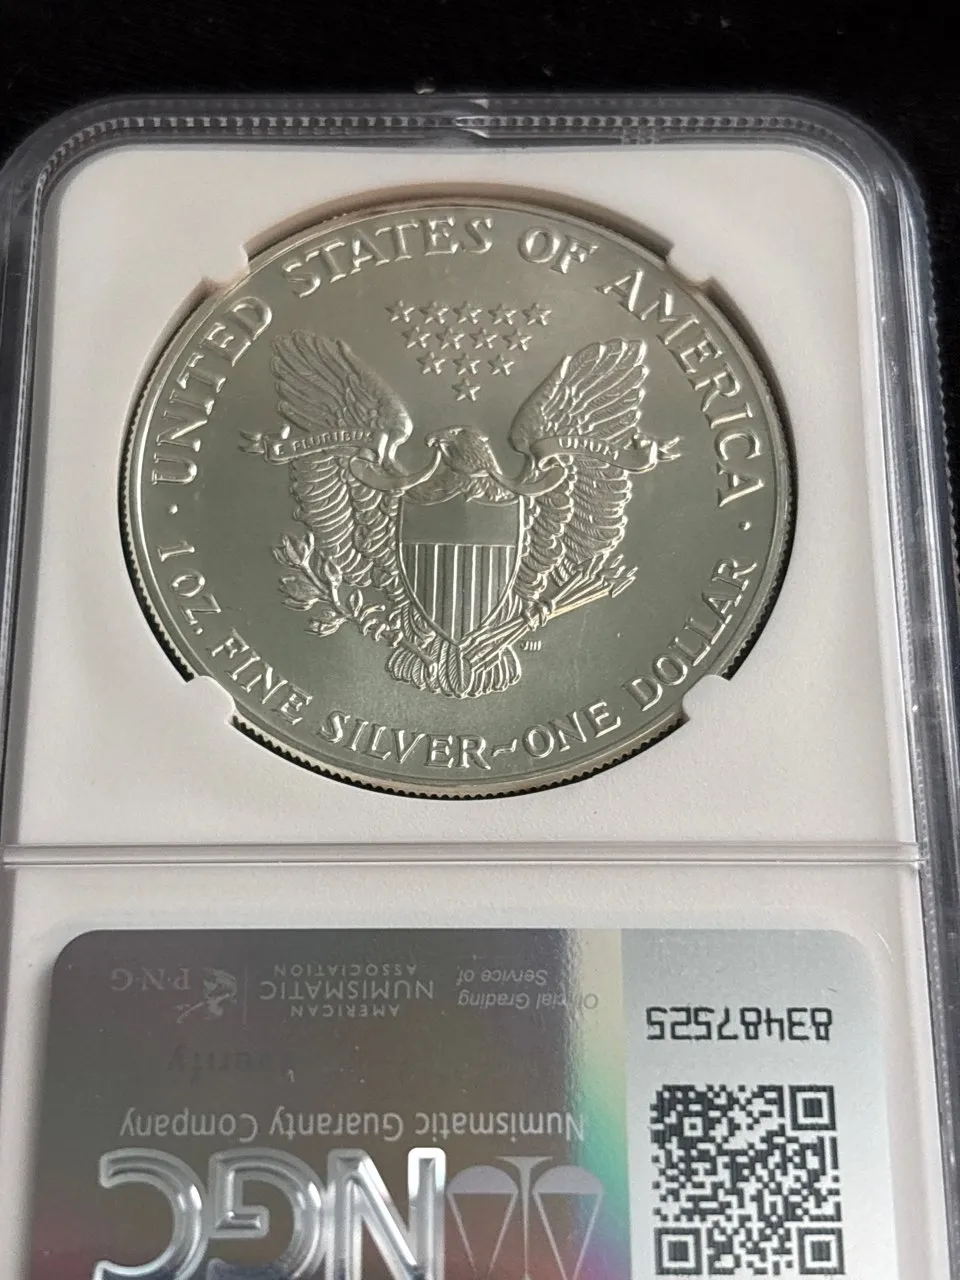 UNITED STATES OF AMERICA
E PLURIBUS
UNUM
1 OZ. FINE SILVER~ONE DOLLAR
NGC
Numismatic Guaranty Company
Official Grading
Service of
AMERICAN
NUMISMATIC
ASSOCIATION
P·N·G
83487525